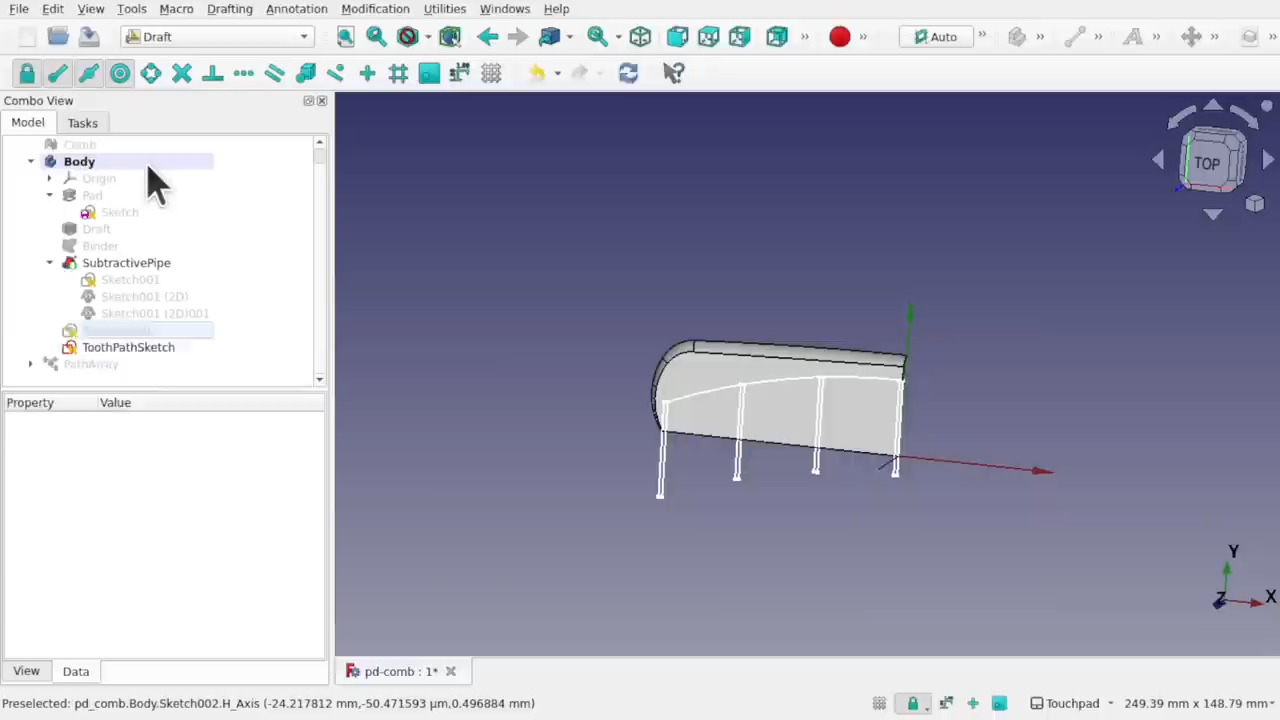 File Edit View Tools Macro Drafting Annotation Modification Utilities Windows Help
Draft
Auto
Combo View
Model Tasks
Comb
Body
Origin
Pad
Sketch
Draft
Binder
SubtractivePipe
Sketch001
Sketch001 (2D)
Sketch001 (2D)001
ToothPathSketch
PathArray
Property Value
View Data
TOP
Y
Z
X
pd-comb : 1*
Preselected: pd_comb.Body.Sketch002.H_Axis (-24.217812 mm,-50.471593 µm,0.496884 mm)
Touchpad
249.39 mm x 148.79 mm